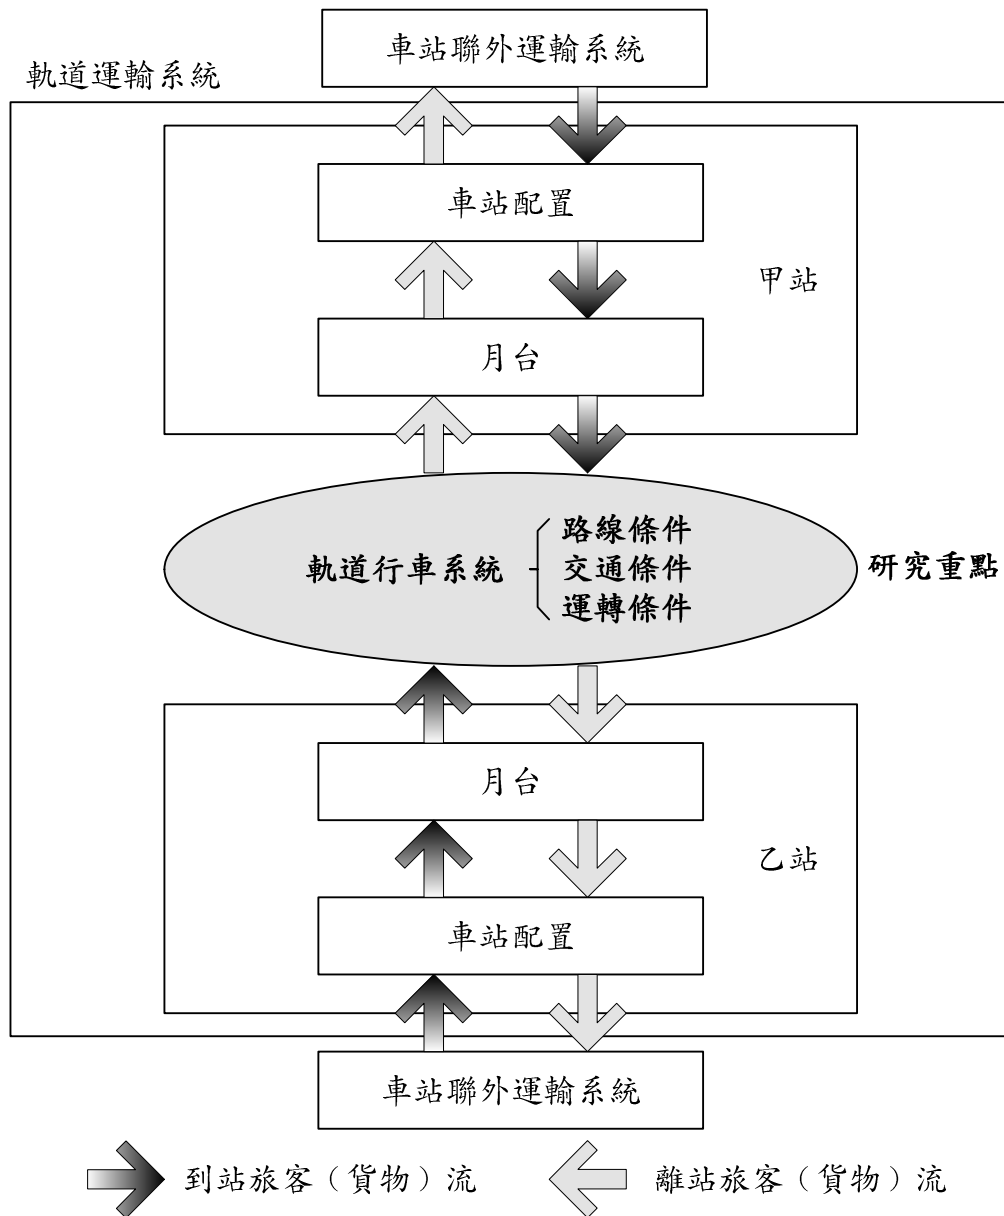 車站聯外運輸系統
軌道運輸系統
車站配置
甲站
月台
軌道行車系統
路線條件
交通條件
運轉條件
研究重點
月台
乙站
車站配置
車站聯外運輸系統
到站旅客（貨物）流
離站旅客（貨物）流